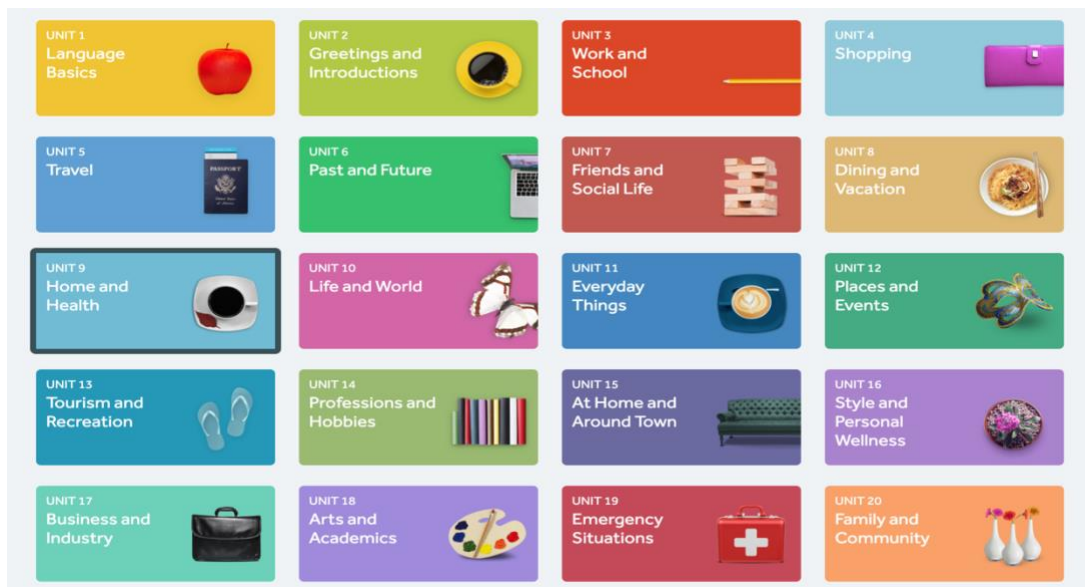 UNIT 1
Language
Basics
UNIT 2
Greetings and
Introductions
UNIT 3
Work and
School
UNIT 4
Shopping
UNIT 5
Travel
PASSPORT
UNIT 6
Past and Future
UNIT 7
Friends and
Social Life
UNIT 8
Dining and
Vacation
UNIT 9
Home and
Health
UNIT 10
Life and World
UNIT 11
Everyday
Things
UNIT 12
Places and
Events
UNIT 13
Tourism and
Recreation
UNIT 14
Professions and
Hobbies
UNIT 15
At Home and
Around Town
UNIT 16
Style and
Personal
Wellness
UNIT 17
Business and
Industry
UNIT 18
Arts and
Academics
UNIT 19
Emergency
Situations
UNIT 20
Family and
Community